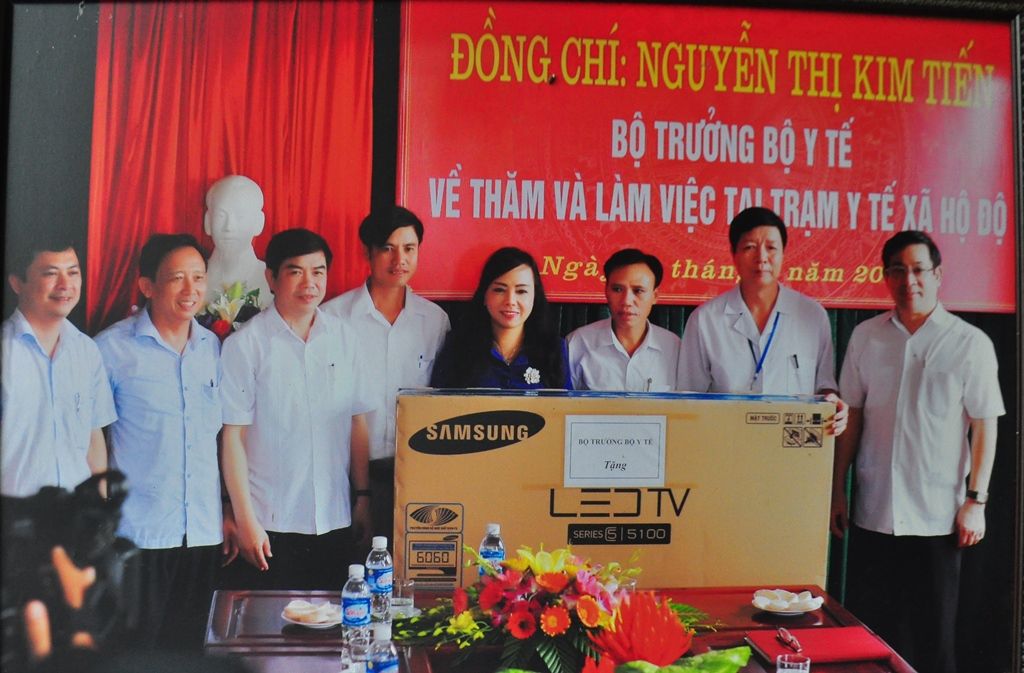 ĐỒNG CHÍ: NGUYỄN THỊ KIM TIẾN
BỘ TRƯỞNG BỘ Y TẾ
VỀ THĂM VÀ LÀM VIỆC TẠI TRẠM Y TẾ XÃ HỘ ĐỘ
Ngày tháng năm 20
SAMSUNG
BỘ TRƯỞNG BỘ Y TẾ
Tặng
MẶT TRƯỚC
LED TV
SERIES 5 5100
6060